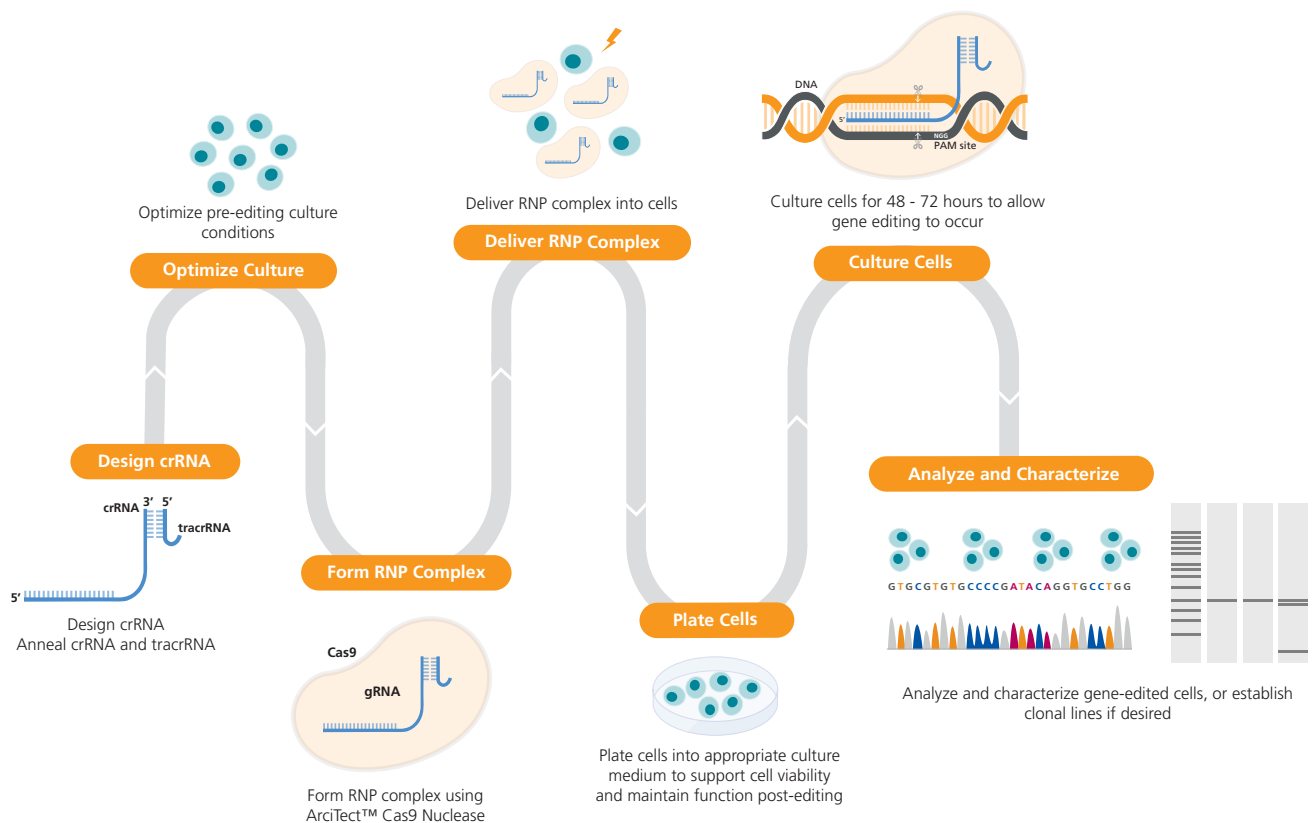 Design crRNA
crRNA
3’ 5’
tracrRNA
5’
Design crRNA
Anneal crRNA and tracrRNA
Optimize pre-editing culture
conditions
Optimize Culture
Form RNP Complex
Cas9
gRNA
Form RNP complex using
ArciTect™ Cas9 Nuclease
Deliver RNP complex into cells
Deliver RNP Complex
Plate Cells
Plate cells into appropriate culture
medium to support cell viability
and maintain function post-editing
DNA
5’
NGG
PAM site
Culture cells for 48 - 72 hours to allow
gene editing to occur
Culture Cells
Analyze and Characterize
GTGCGTGTGCCCCGATACAGGTGCCTGG
Analyze and characterize gene-edited cells, or establish
clonal lines if desired